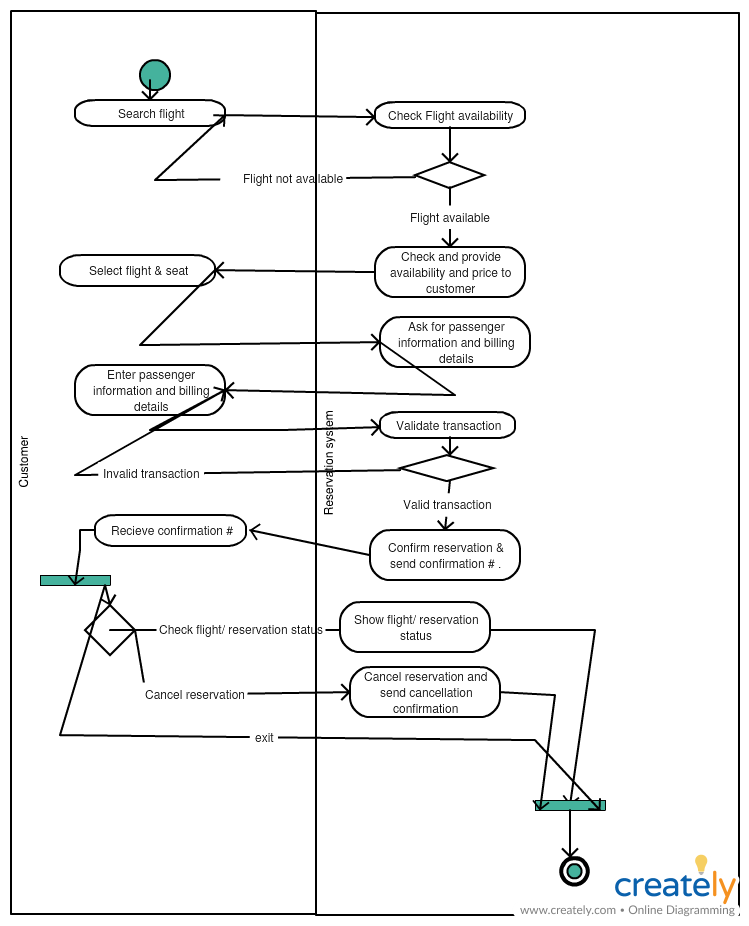 Search flight
Check Flight availability
Flight not available
Flight available
Select flight & seat
Check and provide
availability and price to
customer
Ask for passenger
information and billing
details
Enter passenger
information and billing
details
Customer
Reservation system
Validate transaction
Invalid transaction
Valid transaction
Recieve confirmation #
Confirm reservation &
send confirmation # .
Check flight/ reservation status
Show flight/ reservation
status
Cancel reservation
Cancel reservation and
send cancellation
confirmation
exit
creately
www.creately.com • Online Diagramming